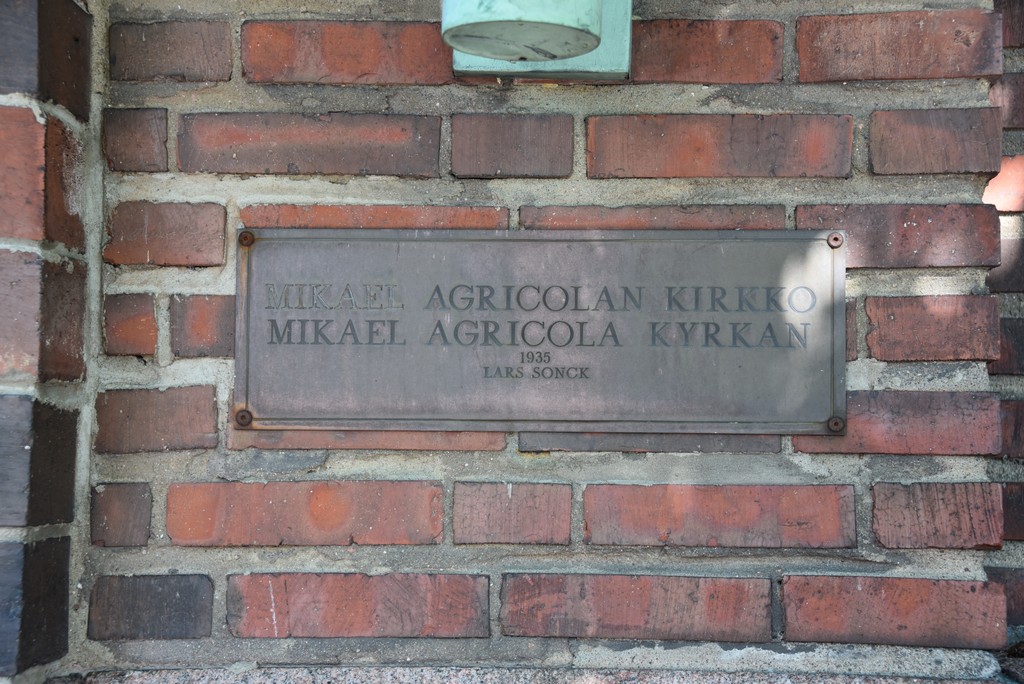 MIKAEL AGRICOLAN KIRKKO
MIKAEL AGRICOLA KYRKAN
1935
LARS SONCK